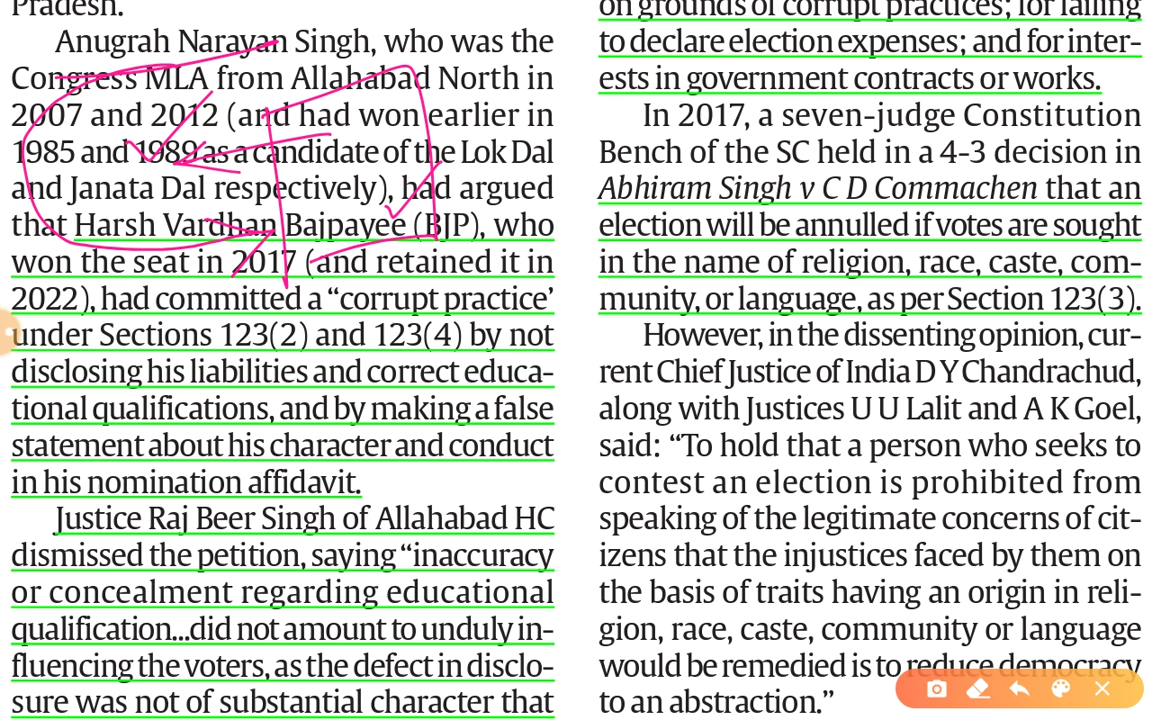 Pradesh.
Anugrah Narayan Singh, who was the
Congress MLA from Allahabad North in
2007 and 2012 (and had won earlier in
1985 and 1989 as a candidate of the Lok Dal
and Janata Dal respectively), had argued
that Harsh Vardhan Bajpayee (BJP), who
won the seat in 2017 (and retained it in
2022), had committed a “corrupt practice’
under Sections 123(2) and 123(4) by not
disclosing his liabilities and correct educa-
tional qualifications, and by making a false
statement about his character and conduct
in his nomination affidavit.
Justice Raj Beer Singh of Allahabad HC
dismissed the petition, saying “inaccuracy
or concealment regarding educational
qualification...did not amount to unduly in-
fluencing the voters, as the defect in disclo-
sure was not of substantial character that
on grounds of corrupt practices; for failing
to declare election expenses; and for inter-
ests in government contracts or works.
In 2017, a seven-judge Constitution
Bench of the SC held in a 4-3 decision in
Abhiram Singh v C D Commachen that an
election will be annulled if votes are sought
in the name of religion, race, caste, com-
munity, or language, as per Section 123(3).
However, in the dissenting opinion, cur-
rent Chief Justice of India D Y Chandrachud,
along with Justices U U Lalit and A K Goel,
said: “To hold that a person who seeks to
contest an election is prohibited from
speaking of the legitimate concerns of cit-
izens that the injustices faced by them on
the basis of traits having an origin in reli-
gion, race, caste, community or language
would be remedied is to reduce democracy
to an abstraction.”